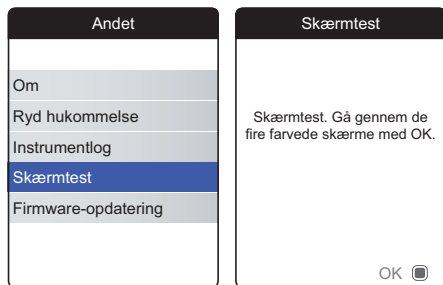 Andet
Om
Ryd hukommelse
Instrumentlog
Skærmtest
Firmware-opdatering
Skærmtest
Skærmtest. Gå gennem de
fire farvede skærme med OK.
OK